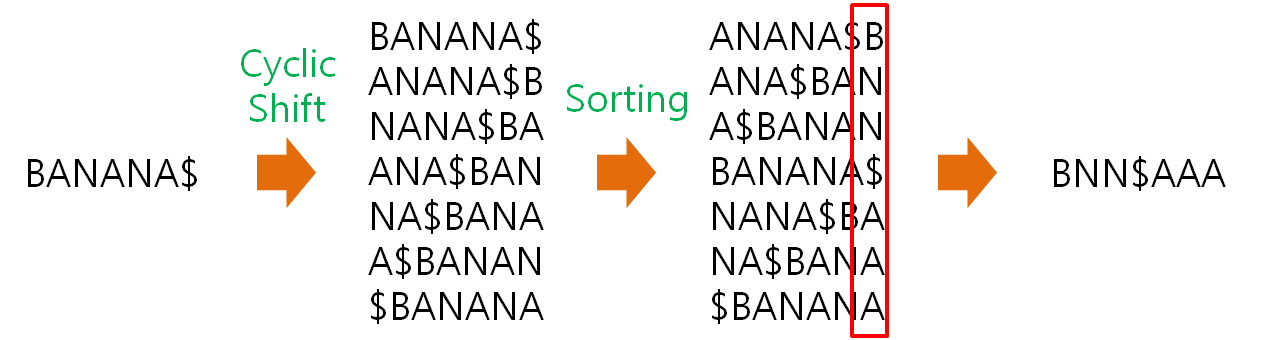 BANANA$
Cyclic
Shift
BANANA$
ANANA$B
NANA$BA
ANA$BAN
NA$BANA
A$BANAN
$BANANA
Sorting
ANANA$B
ANA$BAN
A$BANAN
BANANA$
NANA$BA
NA$BANA
$BANANA
BNN$AAA